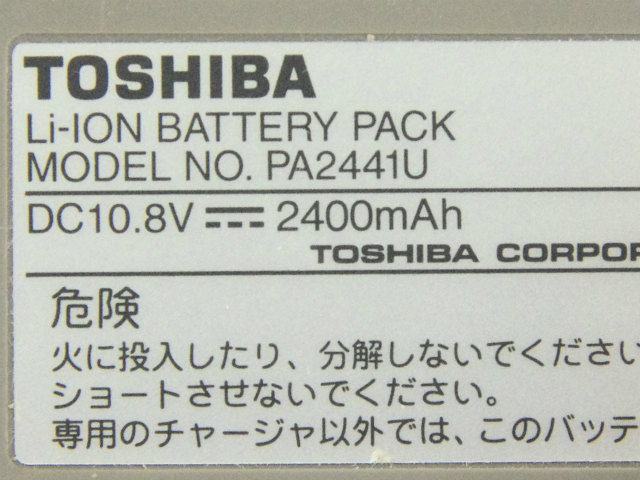 TOSHIBA
Li-ION BATTERY PACK
MODEL NO. PA2441U
DC10.8V ⎓ 2400mAh
TOSHIBA
危険
火に投入したり、分解しないでください
ショートさせないでください。
専用のチャージャ以外では、このバッテ